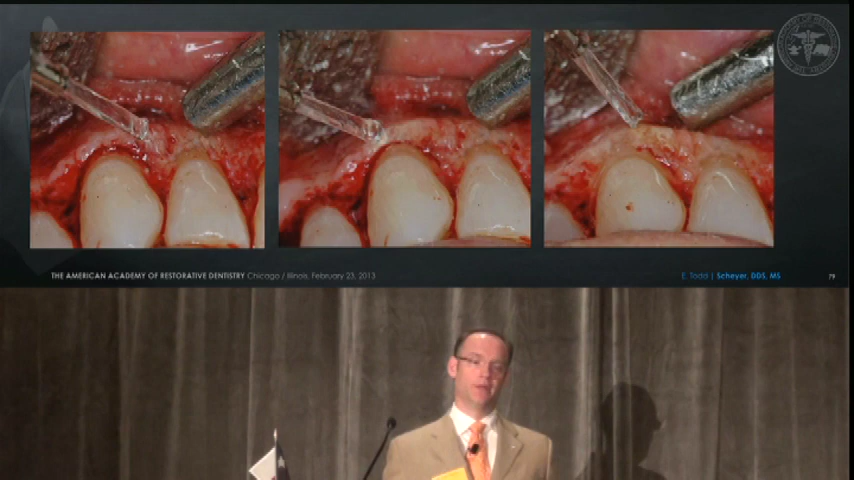 THE AMERICAN ACADEMY OF RESTORATIVE DENTISTRY Chicago / Illinois, February 23, 2013
E. Todd | Scheyer, DDS, MS
79